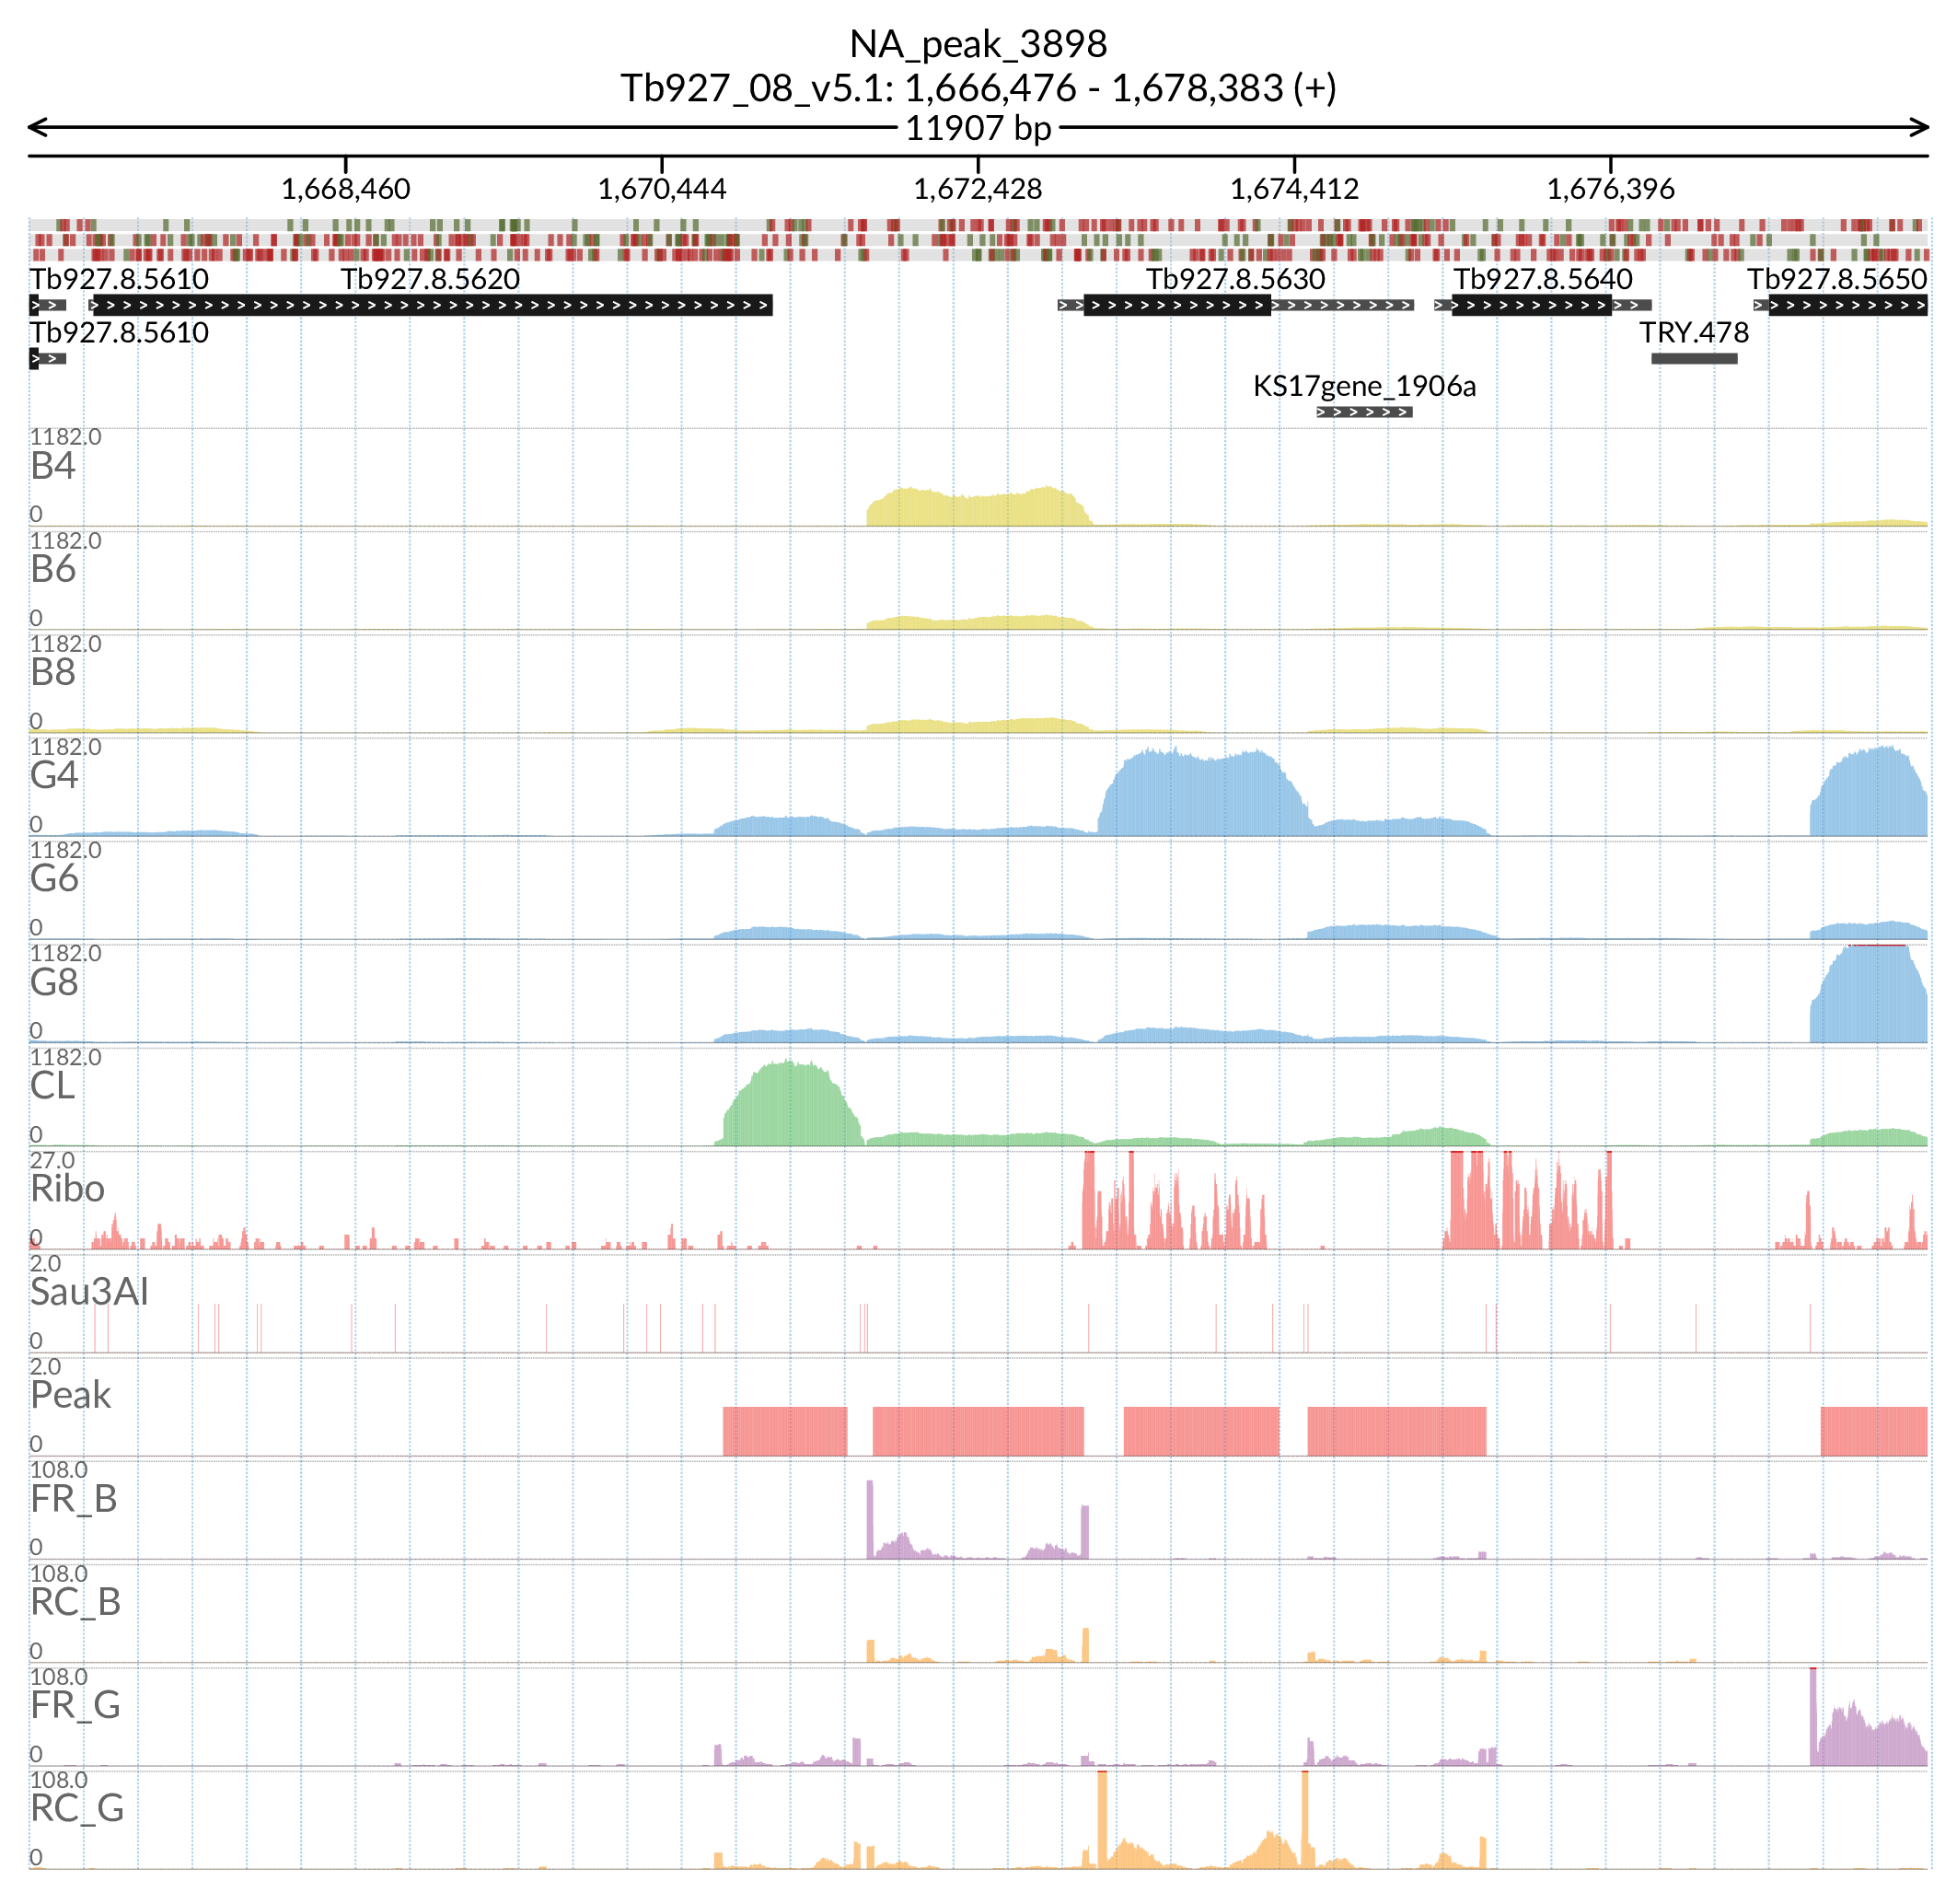 NA_peak_3898
Tb927_08_v5.1: 1,666,476 - 1,678,383 (+)
11907 bp
1,668,460 1,670,444 1,672,428 1,674,412 1,676,396
Tb927.8.5610 Tb927.8.5620 Tb927.8.5630 Tb927.8.5640 Tb927.8.5650
Tb927.8.5610 TRY.478
KS17gene_1906a
1182.0
B4
0
1182.0
B6
0
1182.0
B8
0
1182.0
G4
0
1182.0
G6
0
1182.0
G8
0
1182.0
CL
0
27.0
Ribo
0
2.0
Sau3AI
0
2.0
Peak
0
108.0
FR_B
0
108.0
RC_B
0
108.0
FR_G
0
108.0
RC_G
0